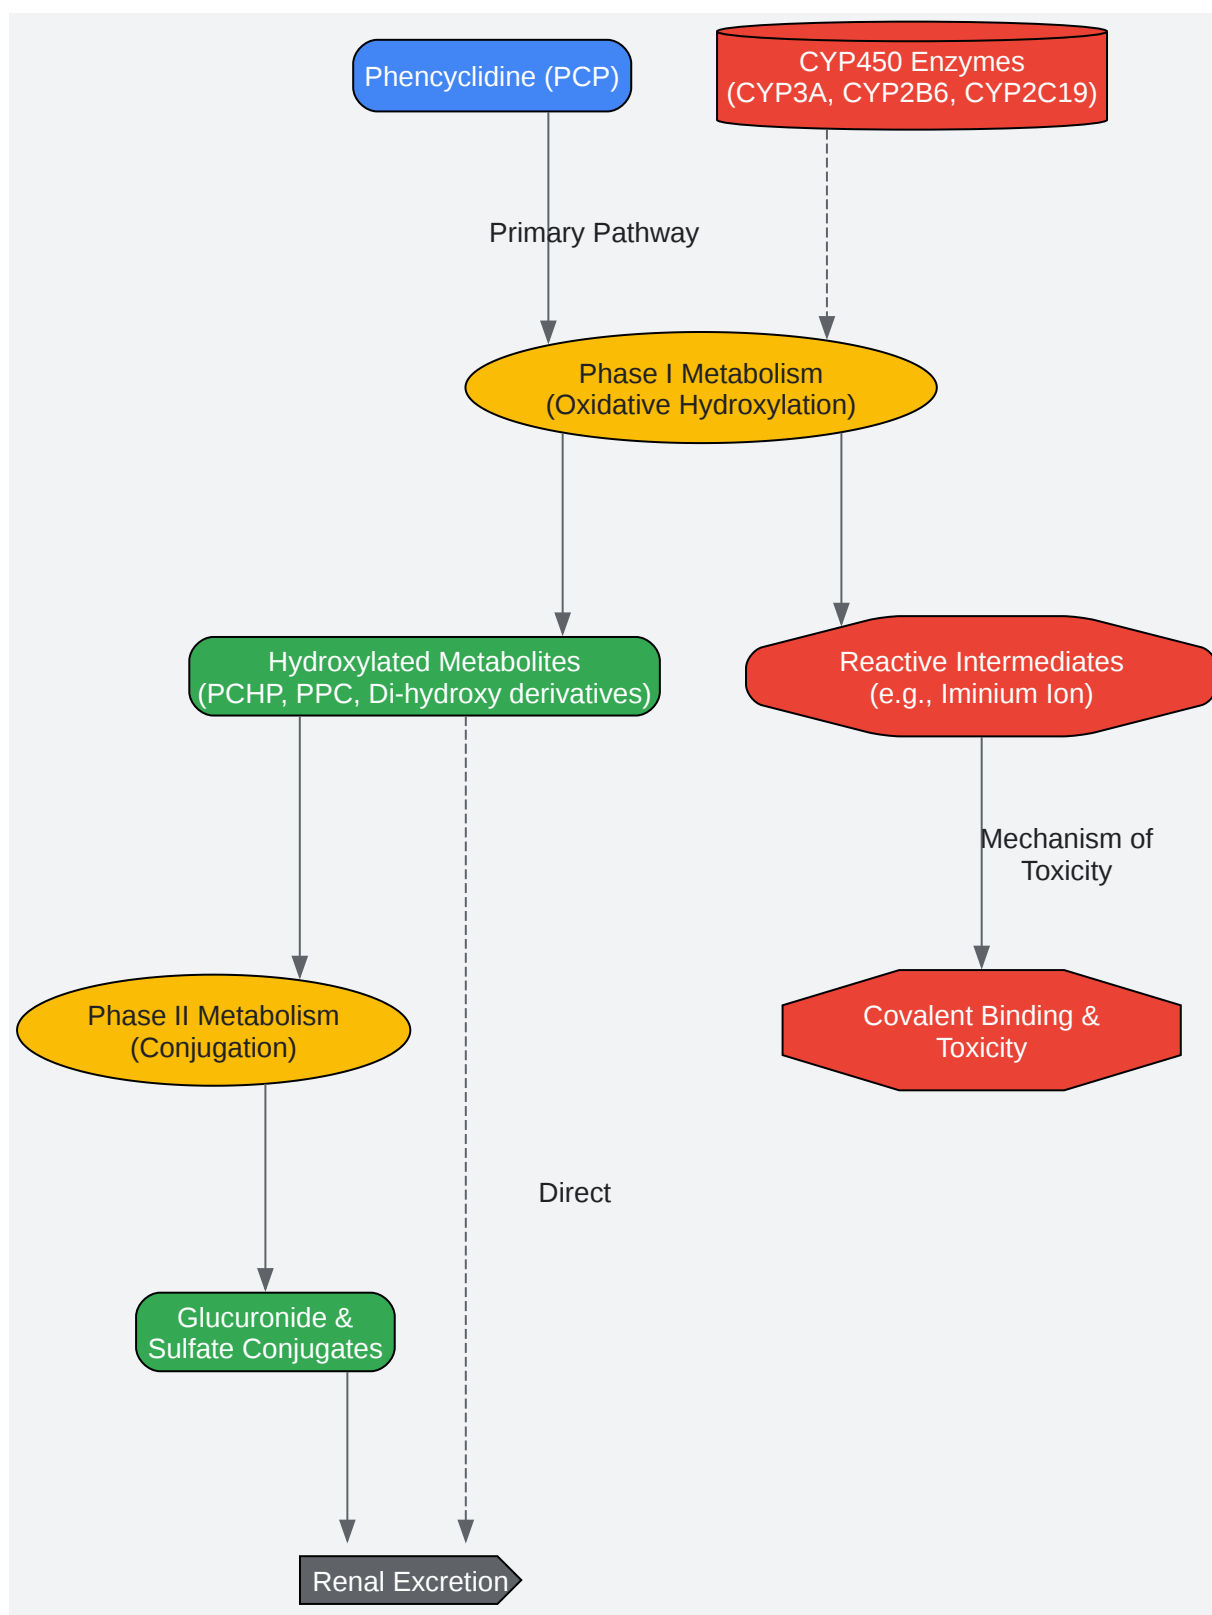 Phencyclidine (PCP)
CYP450 Enzymes
(CYP3A, CYP2B6, CYP2C19)
Primary Pathway
Phase I Metabolism
(Oxidative Hydroxylation)
Hydroxylated Metabolites
(PCHP, PPC, Di-hydroxy derivatives)
Reactive Intermediates
(e.g., Iminium Ion)
Mechanism of
Toxicity
Phase II Metabolism
(Conjugation)
Covalent Binding &
Toxicity
Direct
Glucuronide &
Sulfate Conjugates
Renal Excretion